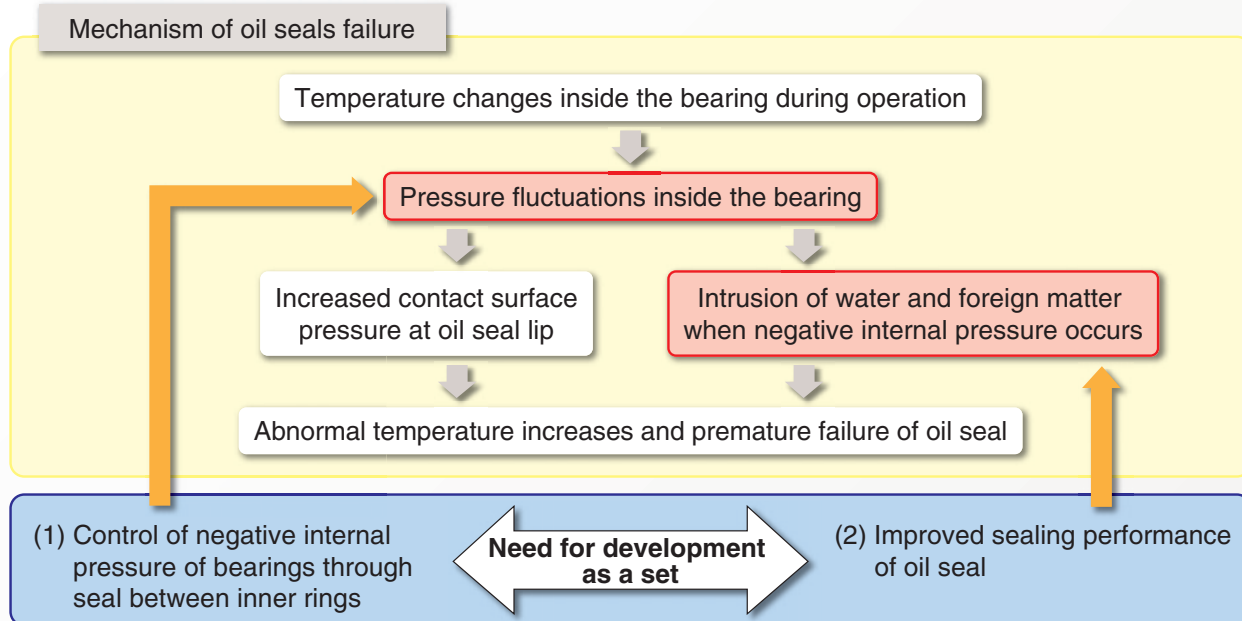 Mechanism of oil seals failure
Temperature changes inside the bearing during operation
Pressure fluctuations inside the bearing
Increased contact surface
pressure at oil seal lip
Intrusion of water and foreign matter
when negative internal pressure occurs
Abnormal temperature increases and premature failure of oil seal
(1) Control of negative internal
pressure of bearings through
seal between inner rings
Need for development
as a set
(2) Improved sealing performance
of oil seal